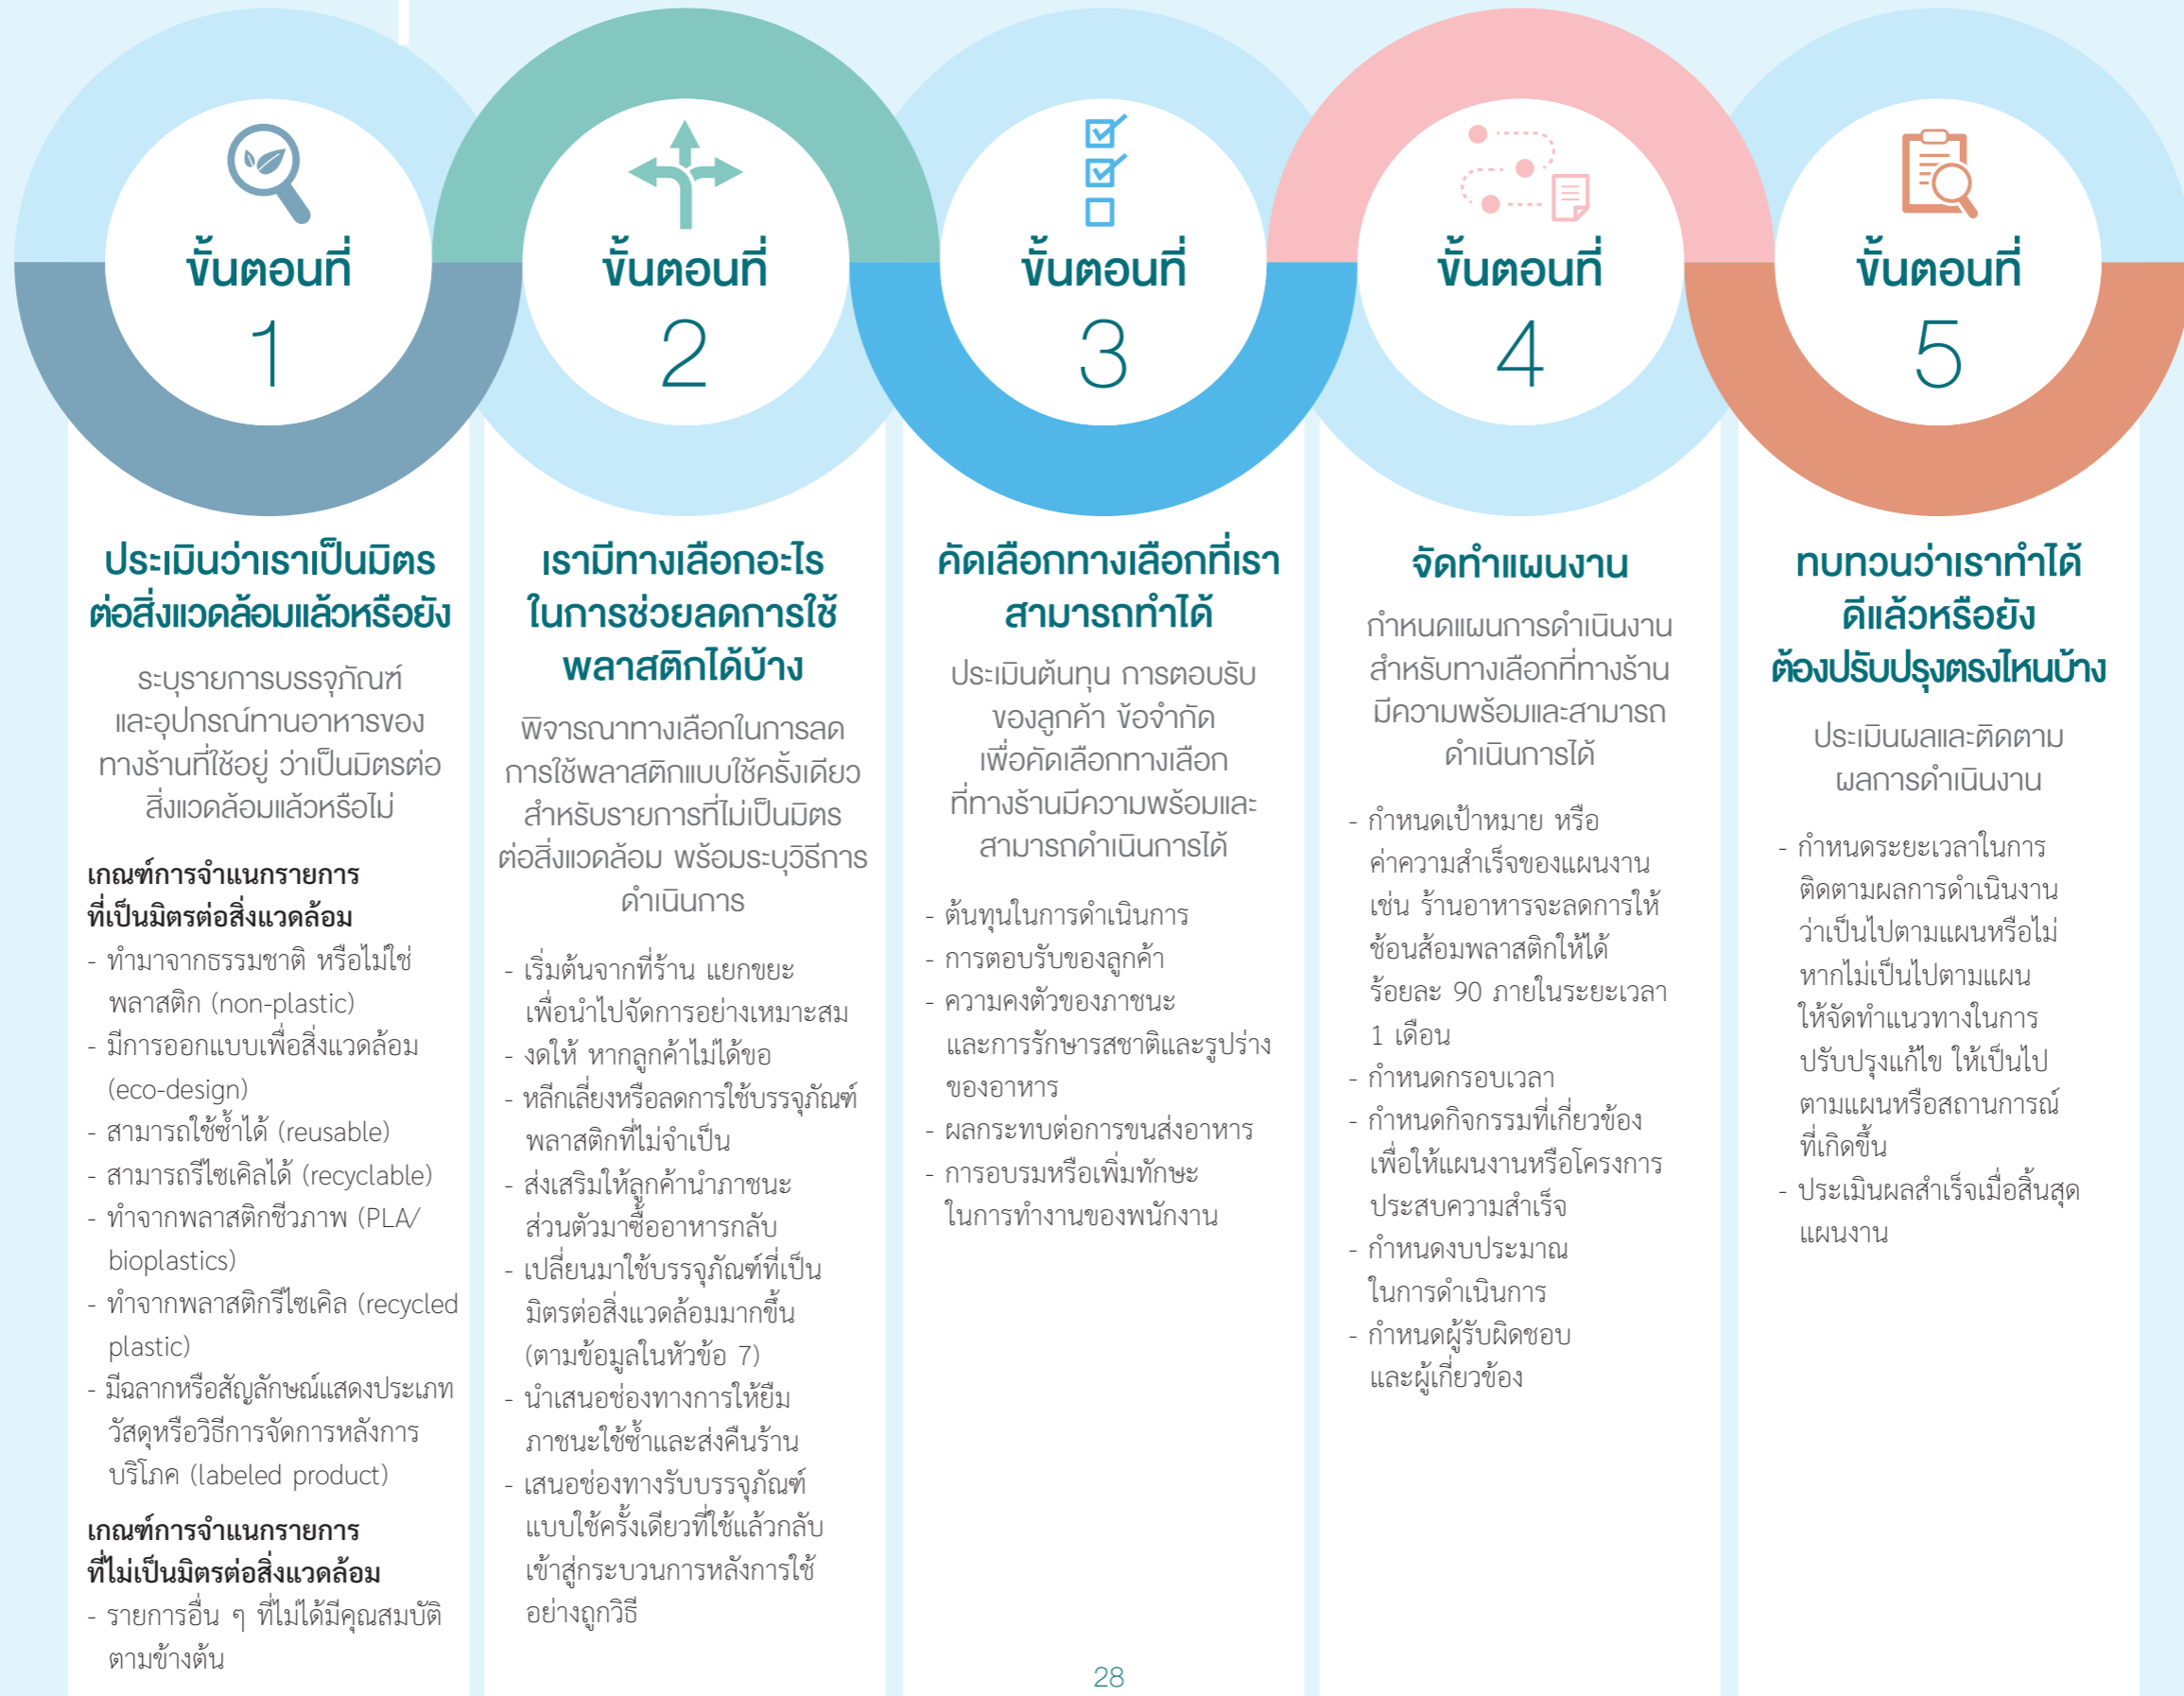 ขั้นตอนที่
1
ประเมินว่าเราเป็นมิตร
ต่อสิ่งแวดล้อมแล้วหรือยัง
ระบุรายการบรรจุภัณฑ์
และอุปกรณ์ทานอาหารของ
ทางร้านที่ใช้อยู่ ว่าเป็นมิตรต่อ
สิ่งแวดล้อมแล้วหรือไม่
เกณฑ์การจำแนกรายการ
ที่เป็นมิตรต่อสิ่งแวดล้อม
- ทำมาจากธรรมชาติ หรือไม่ใช่
พลาสติก (non-plastic)
- มีการออกแบบเพื่อสิ่งแวดล้อม
(eco-design)
- สามารถใช้ซ้ำได้ (reusable)
- สามารถรีไซเคิลได้ (recyclable)
- ทำจากพลาสติกชีวภาพ (PLA/
bioplastics)
- ทำจากพลาสติกรีไซเคิล (recycled
plastic)
- มีฉลากหรือสัญลักษณ์แสดงประเภท
วัสดุหรือวิธีการจัดการหลังการ
บริโภค (labeled product)
เกณฑ์การจำแนกรายการ
ที่ไม่เป็นมิตรต่อสิ่งแวดล้อม
- รายการอื่น ๆ ที่ไม่ได้มีคุณสมบัติ
ตามข้างต้น
ขั้นตอนที่
2
เรามีทางเลือกอะไร
ในการช่วยลดการใช้
พลาสติกได้บ้าง
พิจารณาทางเลือกในการลด
การใช้พลาสติกแบบใช้ครั้งเดียว
สำหรับรายการที่ไม่เป็นมิตร
ต่อสิ่งแวดล้อม พร้อมระบุวิธีการ
ดำเนินการ
- เริ่มต้นจากที่ร้าน แยกขยะ
เพื่อนำไปจัดการอย่างเหมาะสม
- งดให้ หากลูกค้าไม่ได้ขอ
- หลีกเลี่ยงหรือลดการใช้บรรจุภัณฑ์
พลาสติกที่ไม่จำเป็น
- ส่งเสริมให้ลูกค้านำภาชนะ
ส่วนตัวมาซื้ออาหารกลับ
- เปลี่ยนมาใช้บรรจุภัณฑ์ที่เป็น
มิตรต่อสิ่งแวดล้อมมากขึ้น
(ตามข้อมูลในหัวข้อ 7)
- นำเสนอช่องทางการให้ยืม
ภาชนะใช้ซ้ำและส่งคืนร้าน
- เสนอช่องทางรับบรรจุภัณฑ์
แบบใช้ครั้งเดียวที่ใช้แล้วกลับ
เข้าสู่กระบวนการหลังการใช้
อย่างถูกวิธี
ขั้นตอนที่
3
คัดเลือกทางเลือกที่เรา
สามารถทำได้
ประเมินต้นทุน การตอบรับ
ของลูกค้า ข้อจำกัด
เพื่อคัดเลือกทางเลือก
ที่ทางร้านมีความพร้อมและ
สามารถดำเนินการได้
- ต้นทุนในการดำเนินการ
- การตอบรับของลูกค้า
- ความคงตัวของภาชนะ
และการรักษารสชาติและรูปร่าง
ของอาหาร
- ผลกระทบต่อการขนส่งอาหาร
- การอบรมหรือเพิ่มทักษะ
ในการทำงานของพนักงาน
ขั้นตอนที่
4
จัดทำแผนงาน
กำหนดแผนการดำเนินงาน
สำหรับทางเลือกที่ทางร้าน
มีความพร้อมและสามารถ
ดำเนินการได้
- กำหนดเป้าหมาย หรือ
ค่าความสำเร็จของแผนงาน
เช่น ร้านอาหารจะลดการให้
ช้อนส้อมพลาสติกให้ได้
ร้อยละ 90 ภายในระยะเวลา
1 เดือน
- กำหนดกรอบเวลา
- กำหนดกิจกรรมที่เกี่ยวข้อง
เพื่อให้แผนงานหรือโครงการ
ประสบความสำเร็จ
- กำหนดงบประมาณ
ในการดำเนินการ
- กำหนดผู้รับผิดชอบ
และผู้เกี่ยวข้อง
ขั้นตอนที่
5
ทบทวนว่าเราทำได้
ดีแล้วหรือยัง
ต้องปรับปรุงตรงไหนบ้าง
ประเมินผลและติดตาม
ผลการดำเนินงาน
- กำหนดระยะเวลาในการ
ติดตามผลการดำเนินงาน
ว่าเป็นไปตามแผนหรือไม่
หากไม่เป็นไปตามแผน
ให้จัดทำแนวทางในการ
ปรับปรุงแก้ไข ให้เป็นไป
ตามแผนหรือสถานการณ์
ที่เกิดขึ้น
- ประเมินผลสำเร็จเมื่อสิ้นสุด
แผนงาน
28